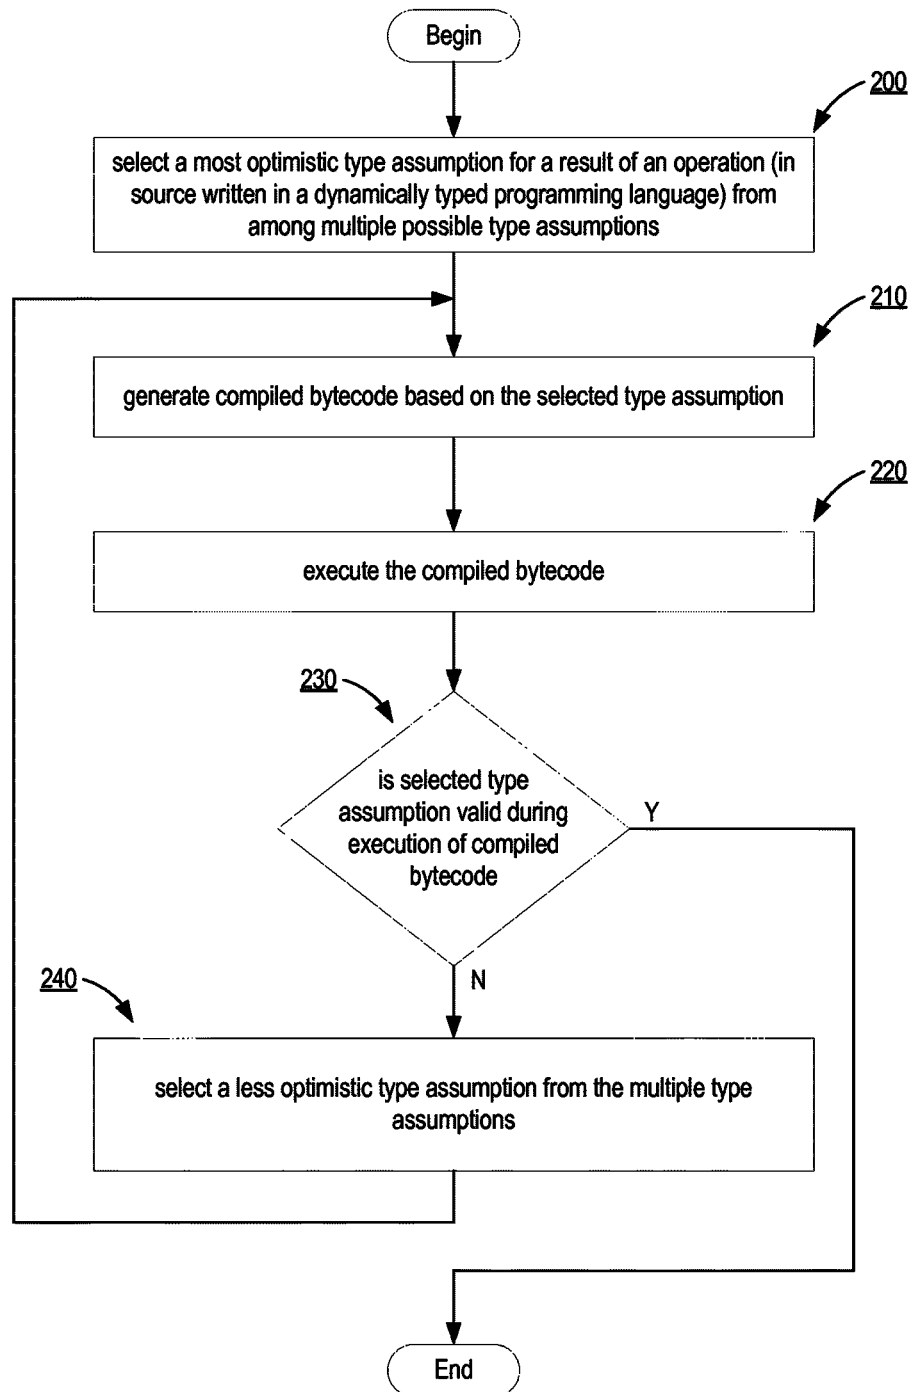 Begin
200
select a most optimistic type assumption for a result of an operation (in
source written in a dynamically typed programming language) from
among multiple possible type assumptions
210
generate compiled bytecode based on the selected type assumption
220
execute the compiled bytecode
230
is selected type
assumption valid during
execution of compiled
bytecode
Y
N
240
select a less optimistic type assumption from the multiple type
assumptions
End